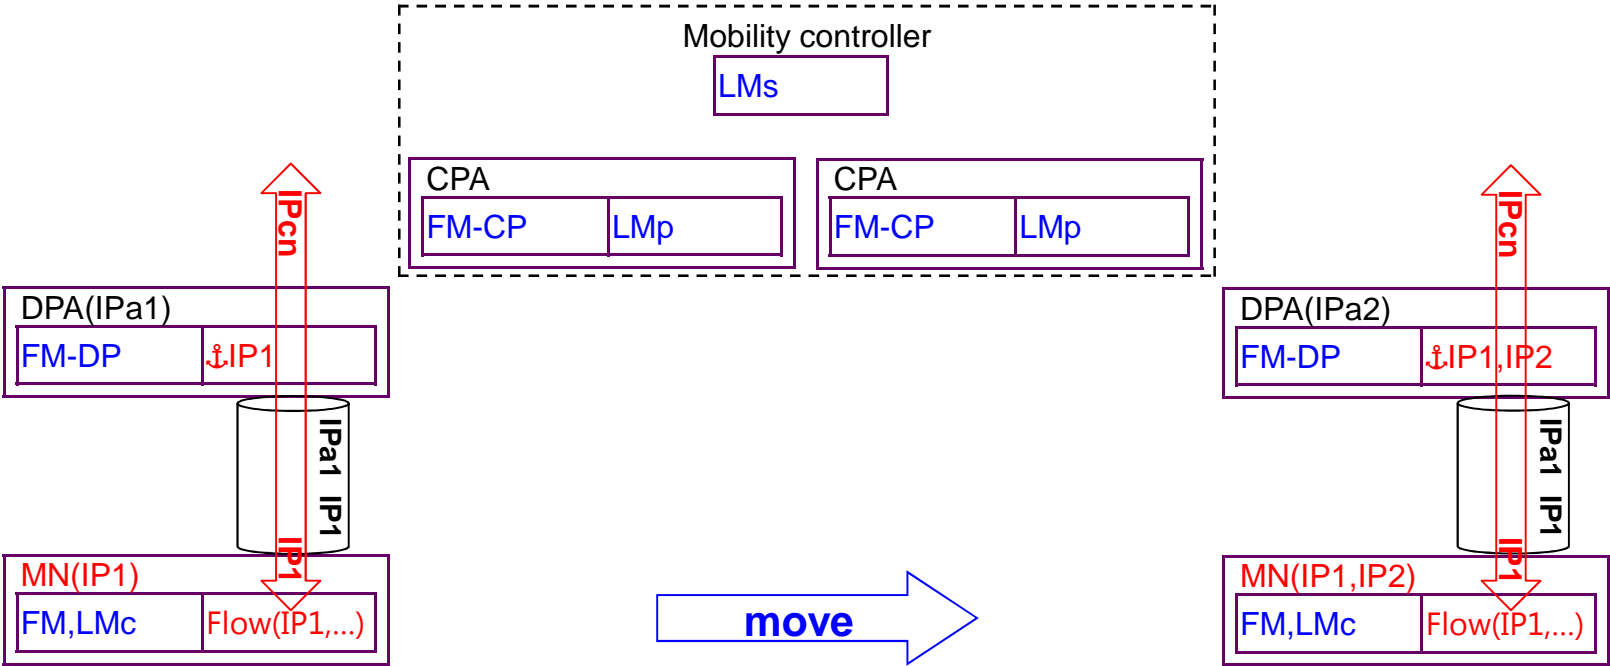 Mobility controller
LMs
CPA
FM-CP LMp
CPA
FM-CP LMp
IPcn
DPA(IPa1)
FM-DP ⚓IP1
IPa1 IP1
IP1
MN(IP1)
FM,LMc Flow(IP1,...)
move
IPcn
DPA(IPa2)
FM-DP ⚓IP1,IP2
IPa1 IP1
IP1
MN(IP1,IP2)
FM,LMc Flow(IP1,...)